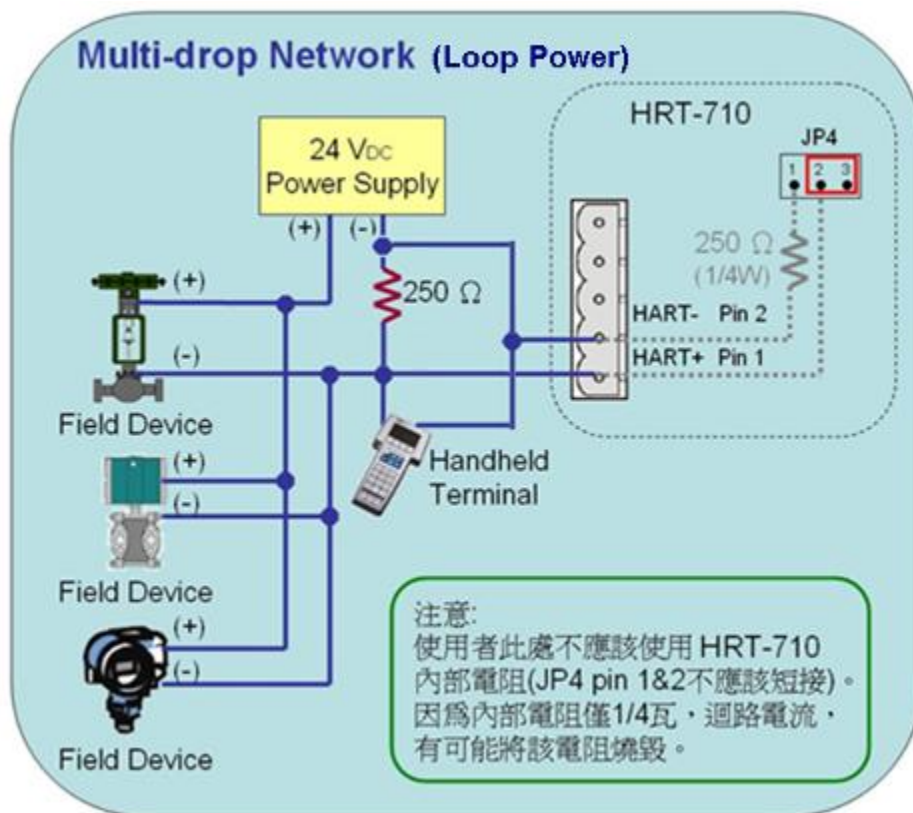 Multi-drop Network (Loop Power)
HRT-710
JP4
1 2 3
24 VDC
Power Supply
(+) (-)
250 Ω
250 Ω
(1/4W)
HART- Pin 2
HART+ Pin 1
(+)
(-)
Field Device
Handheld
Terminal
(+)
(-)
Field Device
(+)
(-)
Field Device
注意:
使用者此處不應該使用 HRT-710
內部電阻(JP4 pin 1&2不應該短接)。
因爲內部電阻僅1/4瓦，迴路電流，
有可能將該電阻燒毀。